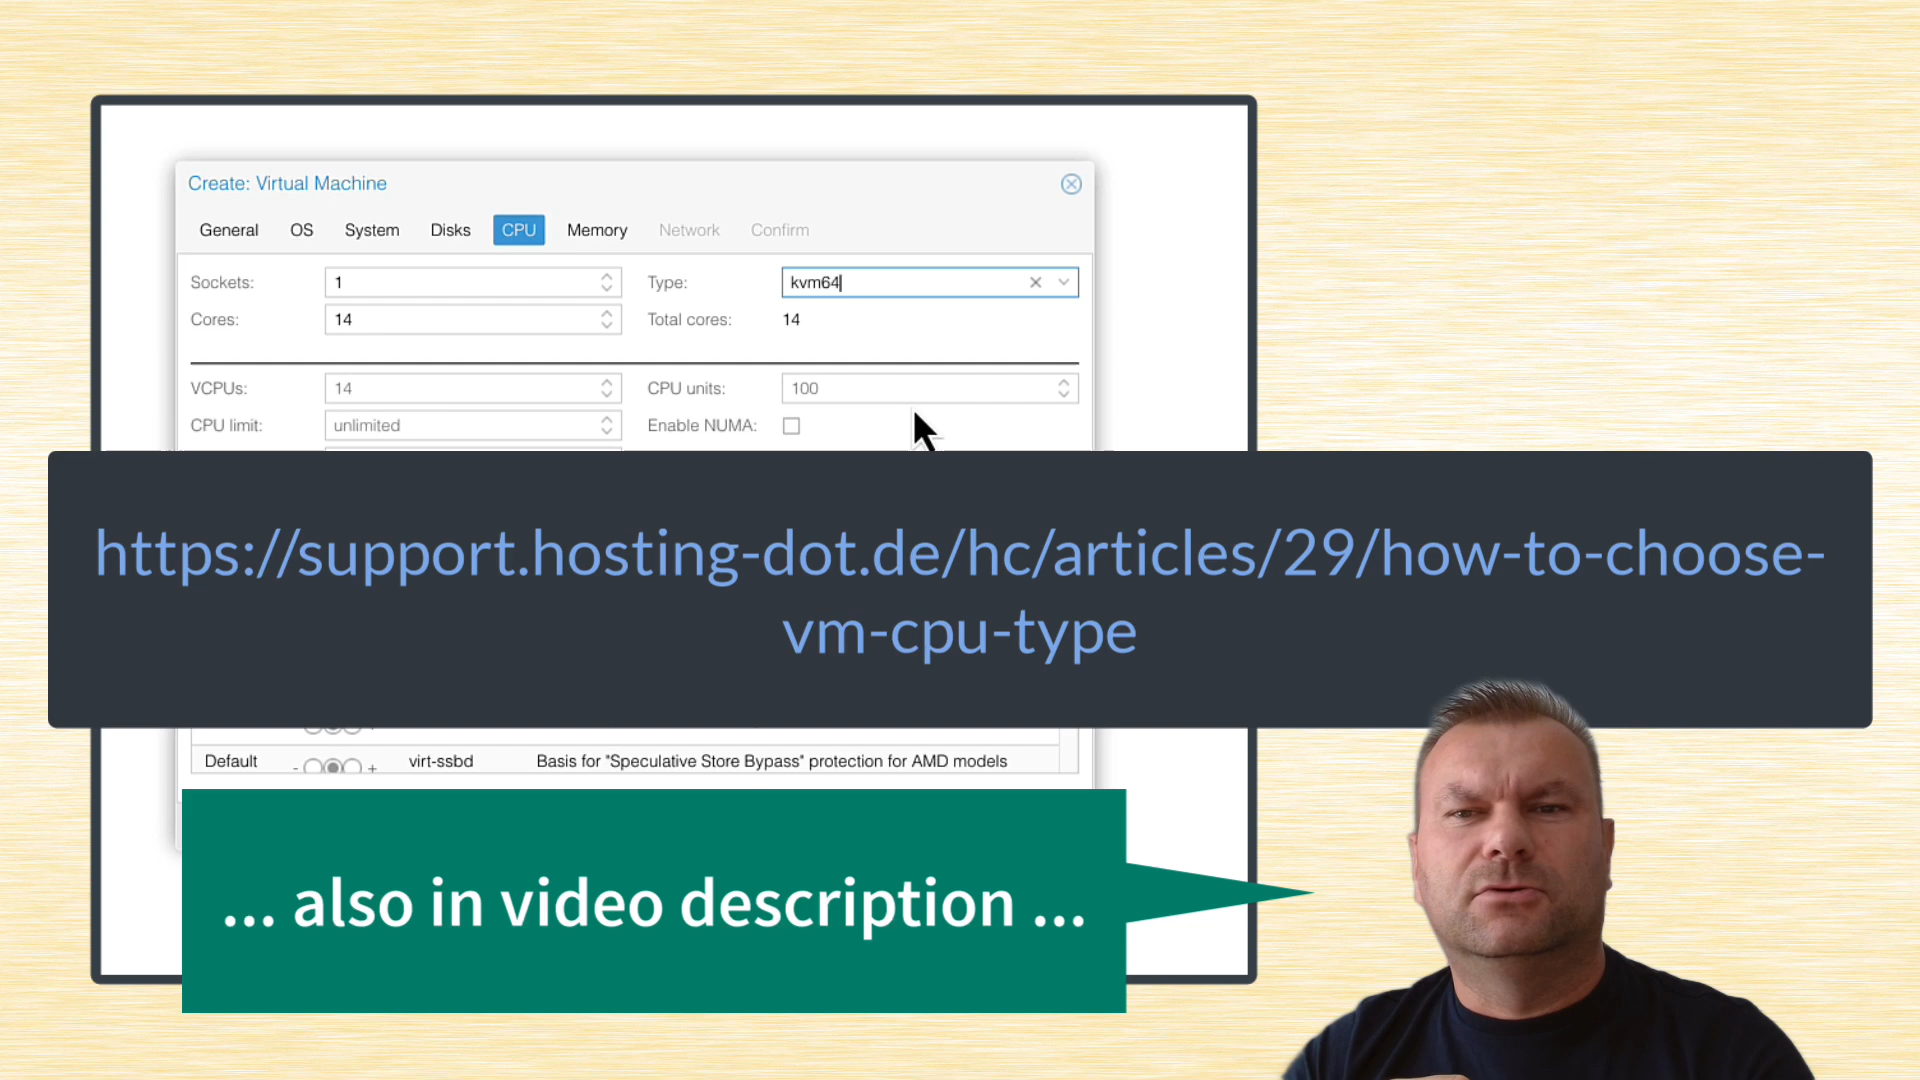 Create: Virtual Machine
General OS System Disks CPU Memory Network Confirm
Sockets: 1 Type: kvm64
Cores: 14 Total cores: 14
VCPUs: 14 CPU units: 100
CPU limit: unlimited Enable NUMA:
https://support.hosting-dot.de/hc/articles/29/how-to-choose-
vm-cpu-type
Default - + virt-ssbd Basis for "Speculative Store Bypass" protection for AMD models
... also in video description ...